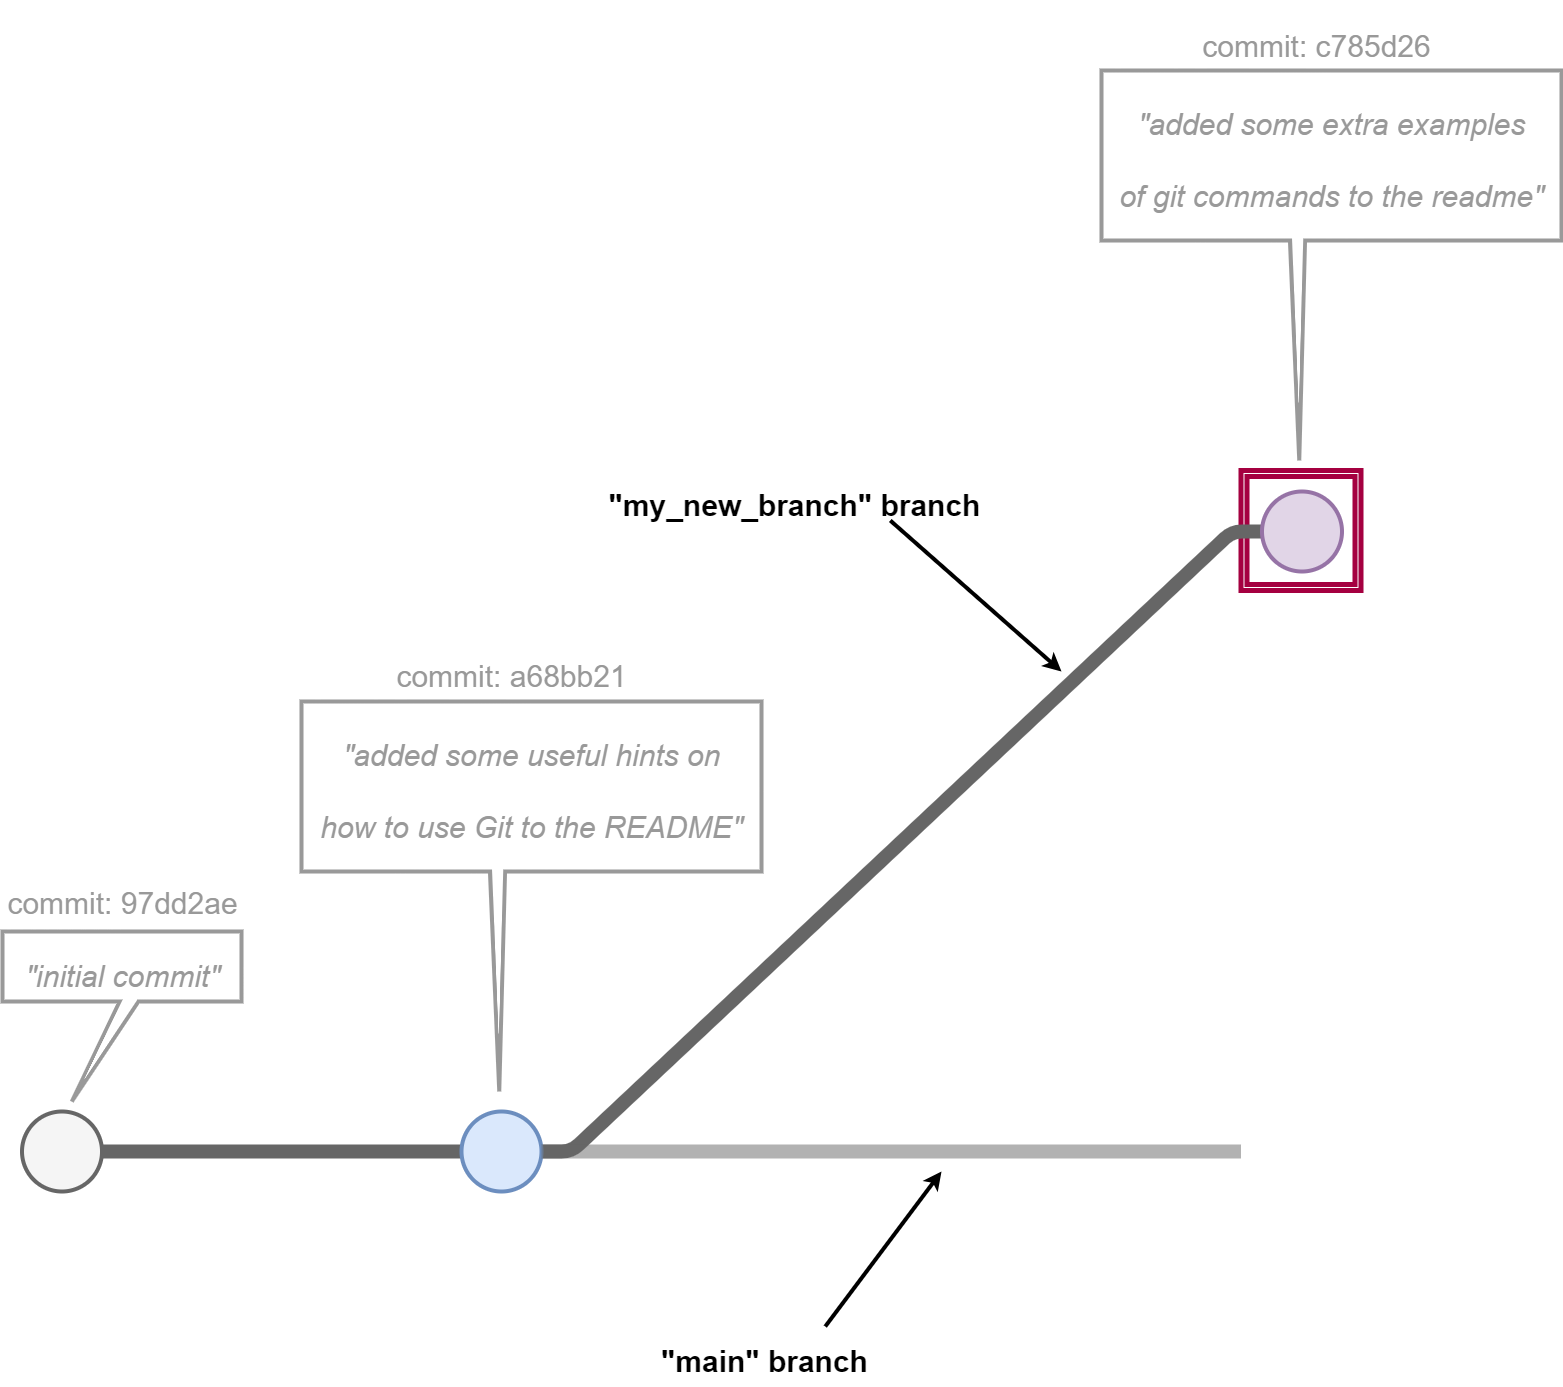 commit: c785d26
"added some extra examples
of git commands to the readme"
"my_new_branch" branch
commit: a68bb21
"added some useful hints on
how to use Git to the README"
commit: 97dd2ae
"initial commit"
"main" branch